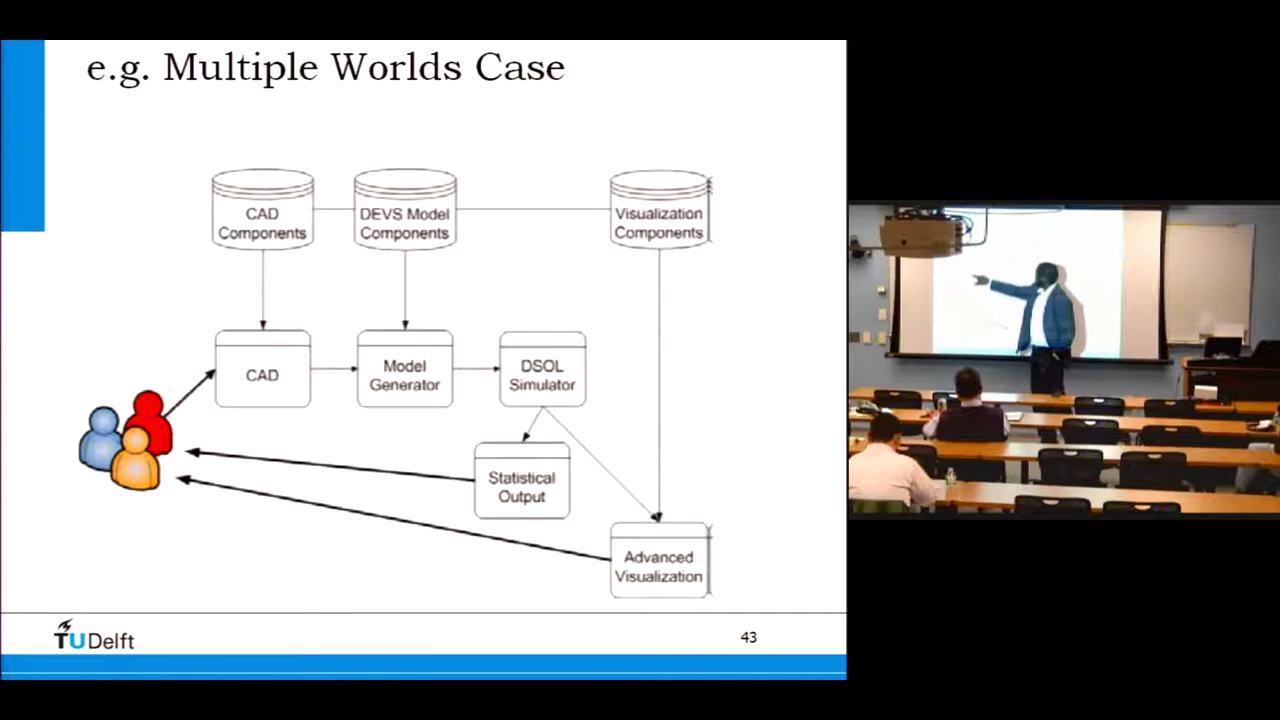 e.g. Multiple Worlds Case
CAD
Components
DEVS Model
Components
Visualization
Components
CAD
Model
Generator
DSOL
Simulator
Statistical
Output
Advanced
Visualization
TUDelft
43